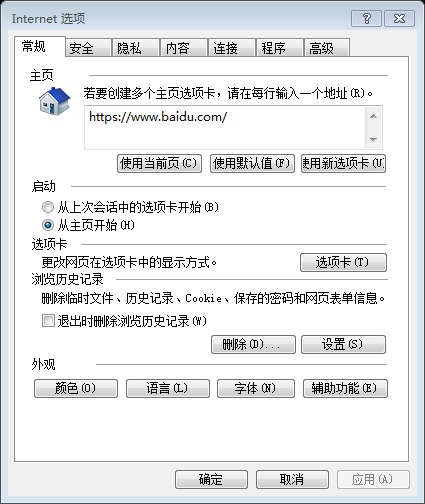 Internet 选项
常规 安全 隐私 内容 连接 程序 高级
主页
若要创建多个主页选项卡，请在每行输入一个地址(R)。
https://www.baidu.com/
使用当前页(C) 使用默认值(F) 使用新选项卡(U
启动
从上次会话中的选项卡开始(B)
从主页开始(H)
选项卡
更改网页在选项卡中的显示方式。 选项卡(T)
浏览历史记录
删除临时文件、历史记录、Cookie、保存的密码和网页表单信息。
退出时删除浏览历史记录(W)
删除(D)... 设置(S)
外观
颜色(O) 语言(L) 字体(N) 辅助功能(E)
确定 取消 应用(A)